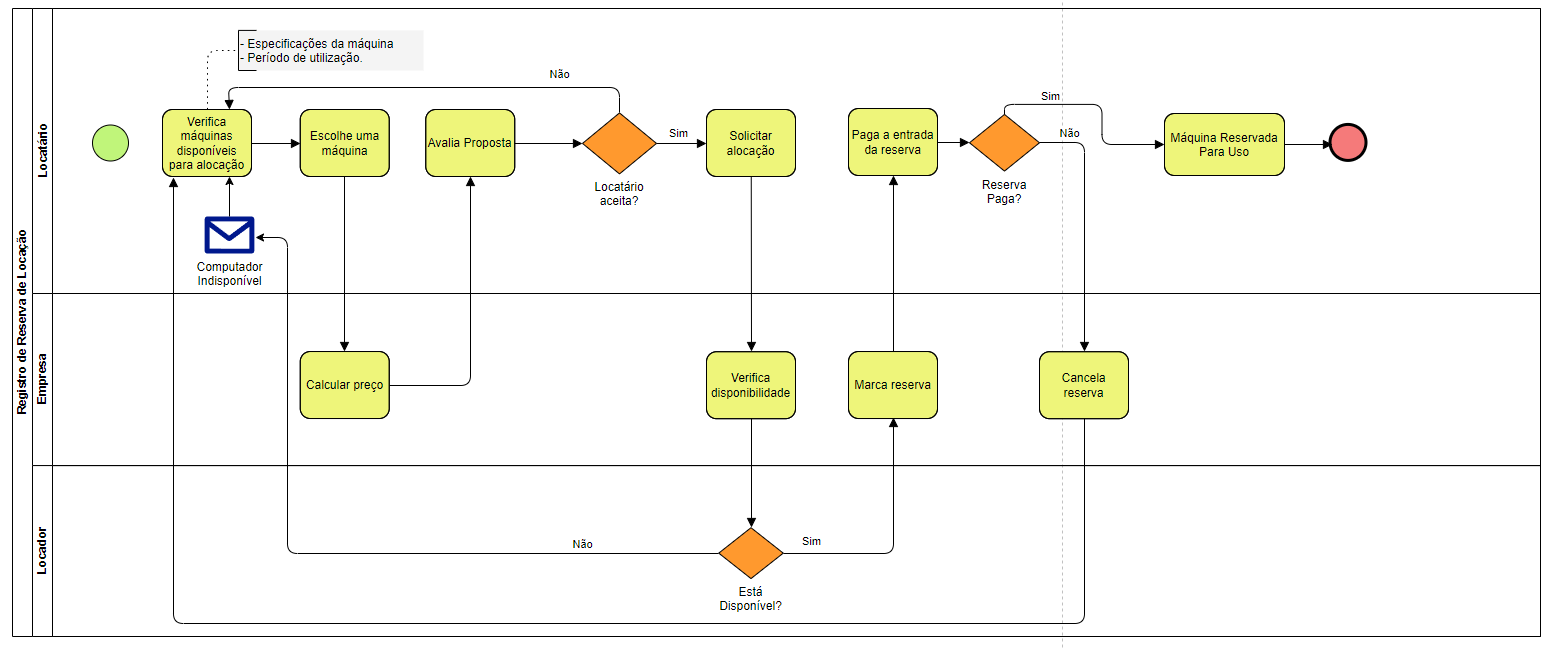 Registro de Reserva de Locação
Locatário
- Especificações da máquina
- Período de utilização.
Não
Verifica
máquinas
disponíveis
para alocação
Escolhe uma
máquina
Avalia Proposta
Locatário
aceita?
Sim
Solicitar
alocação
Paga a entrada
da reserva
Reserva
Paga?
Sim
Não
Máquina Reservada
Para Uso
Computador
Indisponível
Empresa
Calcular preço
Verifica
disponibilidade
Marca reserva
Cancela
reserva
Locador
Não
Sim
Está
Disponível?